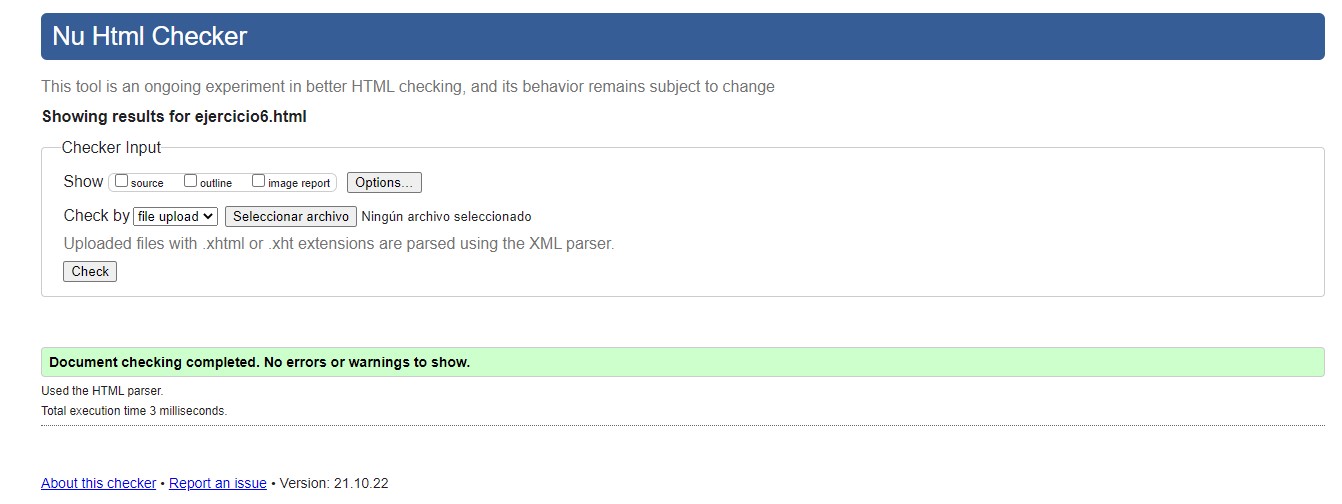 Nu Html Checker
This tool is an ongoing experiment in better HTML checking, and its behavior remains subject to change
Showing results for ejercicio6.html
Checker Input
Show source outline image report Options...
Check by file upload Seleccionar archivo Ningún archivo seleccionado
Uploaded files with .xhtml or .xht extensions are parsed using the XML parser.
Check
Document checking completed. No errors or warnings to show.
Used the HTML parser.
Total execution time 3 milliseconds.
About this checker • Report an issue • Version: 21.10.22